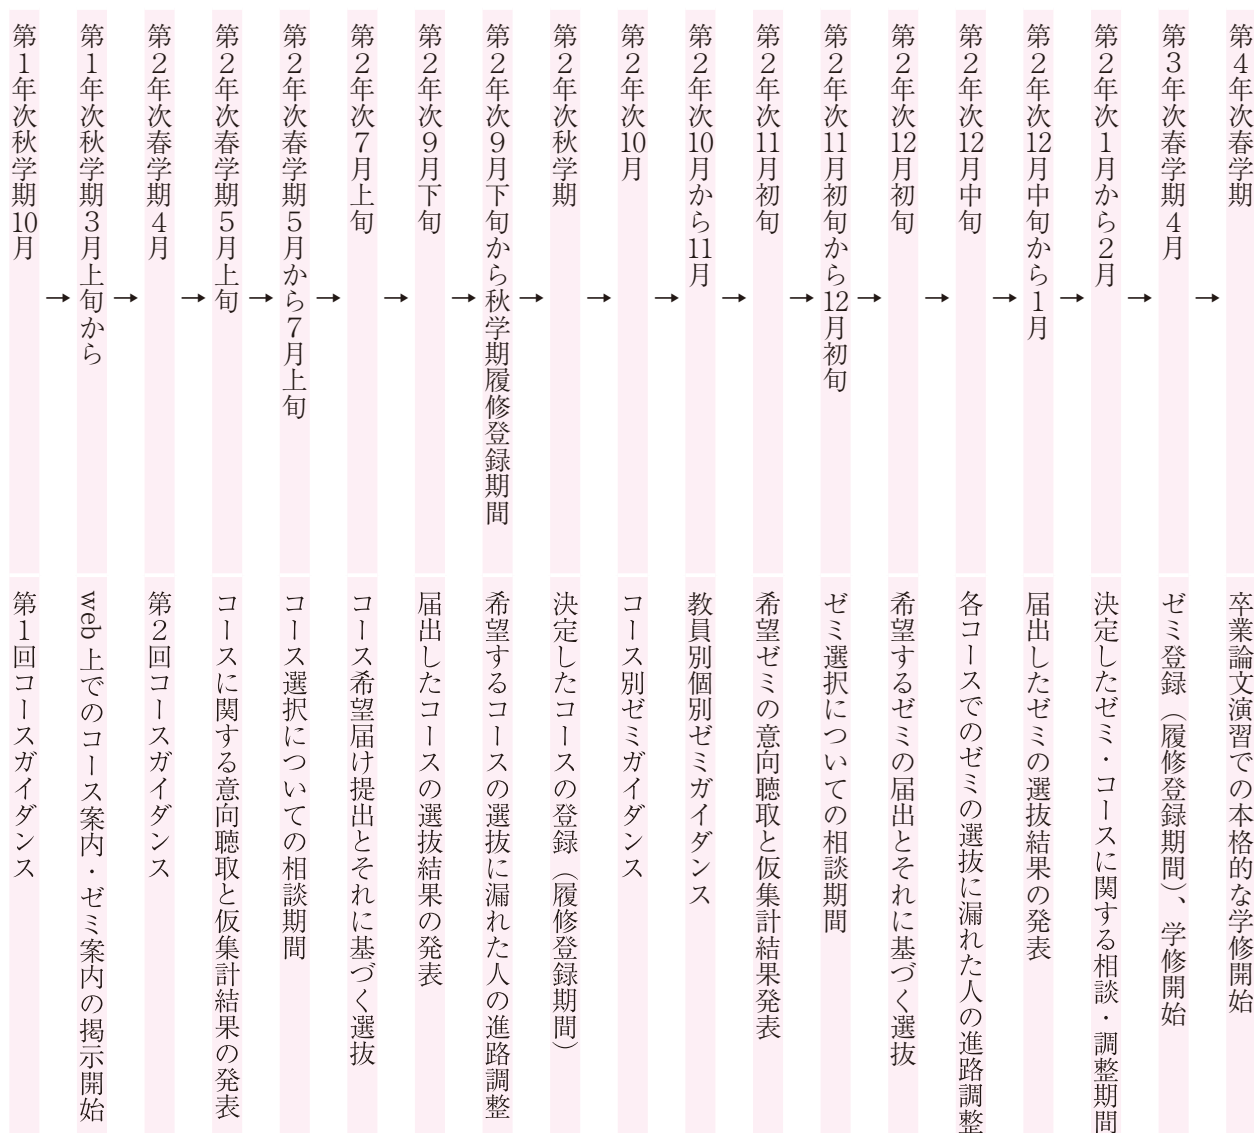 第1年次秋学期10月
第1回コースガイダンス
第1年次秋学期3月上旬から
web 上でのコース案内・ゼミ案内の掲示開始
第2年次春学期4月
第2回コースガイダンス
第2年次春学期5月上旬
コースに関する意向聴取と仮集計結果の発表
第2年次春学期5月から7月上旬
コース選択についての相談期間
第2年次7月上旬
コース希望届け提出とそれに基づく選抜
第2年次9月下旬
届出したコースの選抜結果の発表
第2年次9月下旬から秋学期履修登録期間
希望するコースの選抜に漏れた人の進路調整
第2年次秋学期
決定したコースの登録（履修登録期間）
第2年次10月
コース別ゼミガイダンス
第2年次10月から11月
教員別個別ゼミガイダンス
第2年次11月初旬
希望ゼミの意向聴取と仮集計結果発表
第2年次11月初旬から12月初旬
ゼミ選択についての相談期間
第2年次12月初旬
希望するゼミの届出とそれに基づく選抜
第2年次12月中旬
各コースでのゼミの選抜に漏れた人の進路調整
第2年次12月中旬から1月
届出したゼミの選抜結果の発表
第2年次1月から2月
決定したゼミ・コースに関する相談・調整期間
第3年次春学期4月
ゼミ登録（履修登録期間）、学修開始
第4年次春学期
卒業論文演習での本格的な学修開始